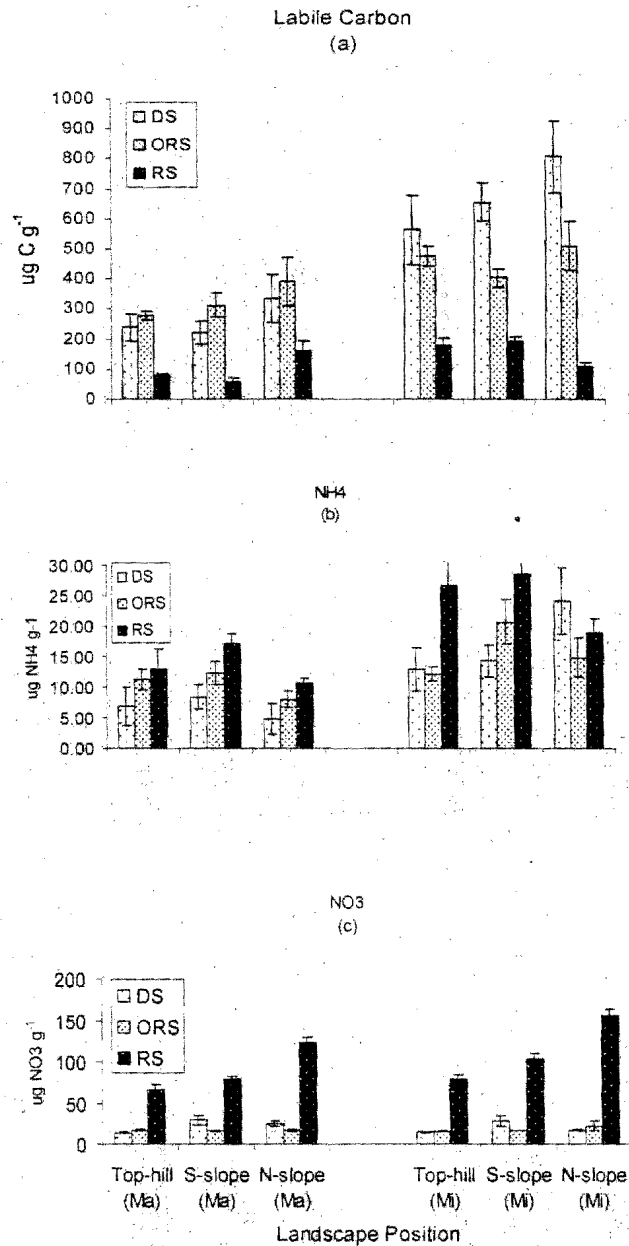 Labile Carbon
(a)
1000
900
800
700
600
500
400
300
200
100
0
ug C g-1
DS
ORS
RS
NH4
(b)
30.00
25.00
20.00
15.00
10.00
5.00
0.00
ug NH4 g-1
DS
ORS
RS
NO3
(c)
200
150
100
50
0
ug NO3 g-1
DS
ORS
RS
Top-hill S-slope N-slope Top-hill S-slope N-slope
(Ma) (Ma) (Ma) (Mi) (Mi) (Mi)
Landscape Position